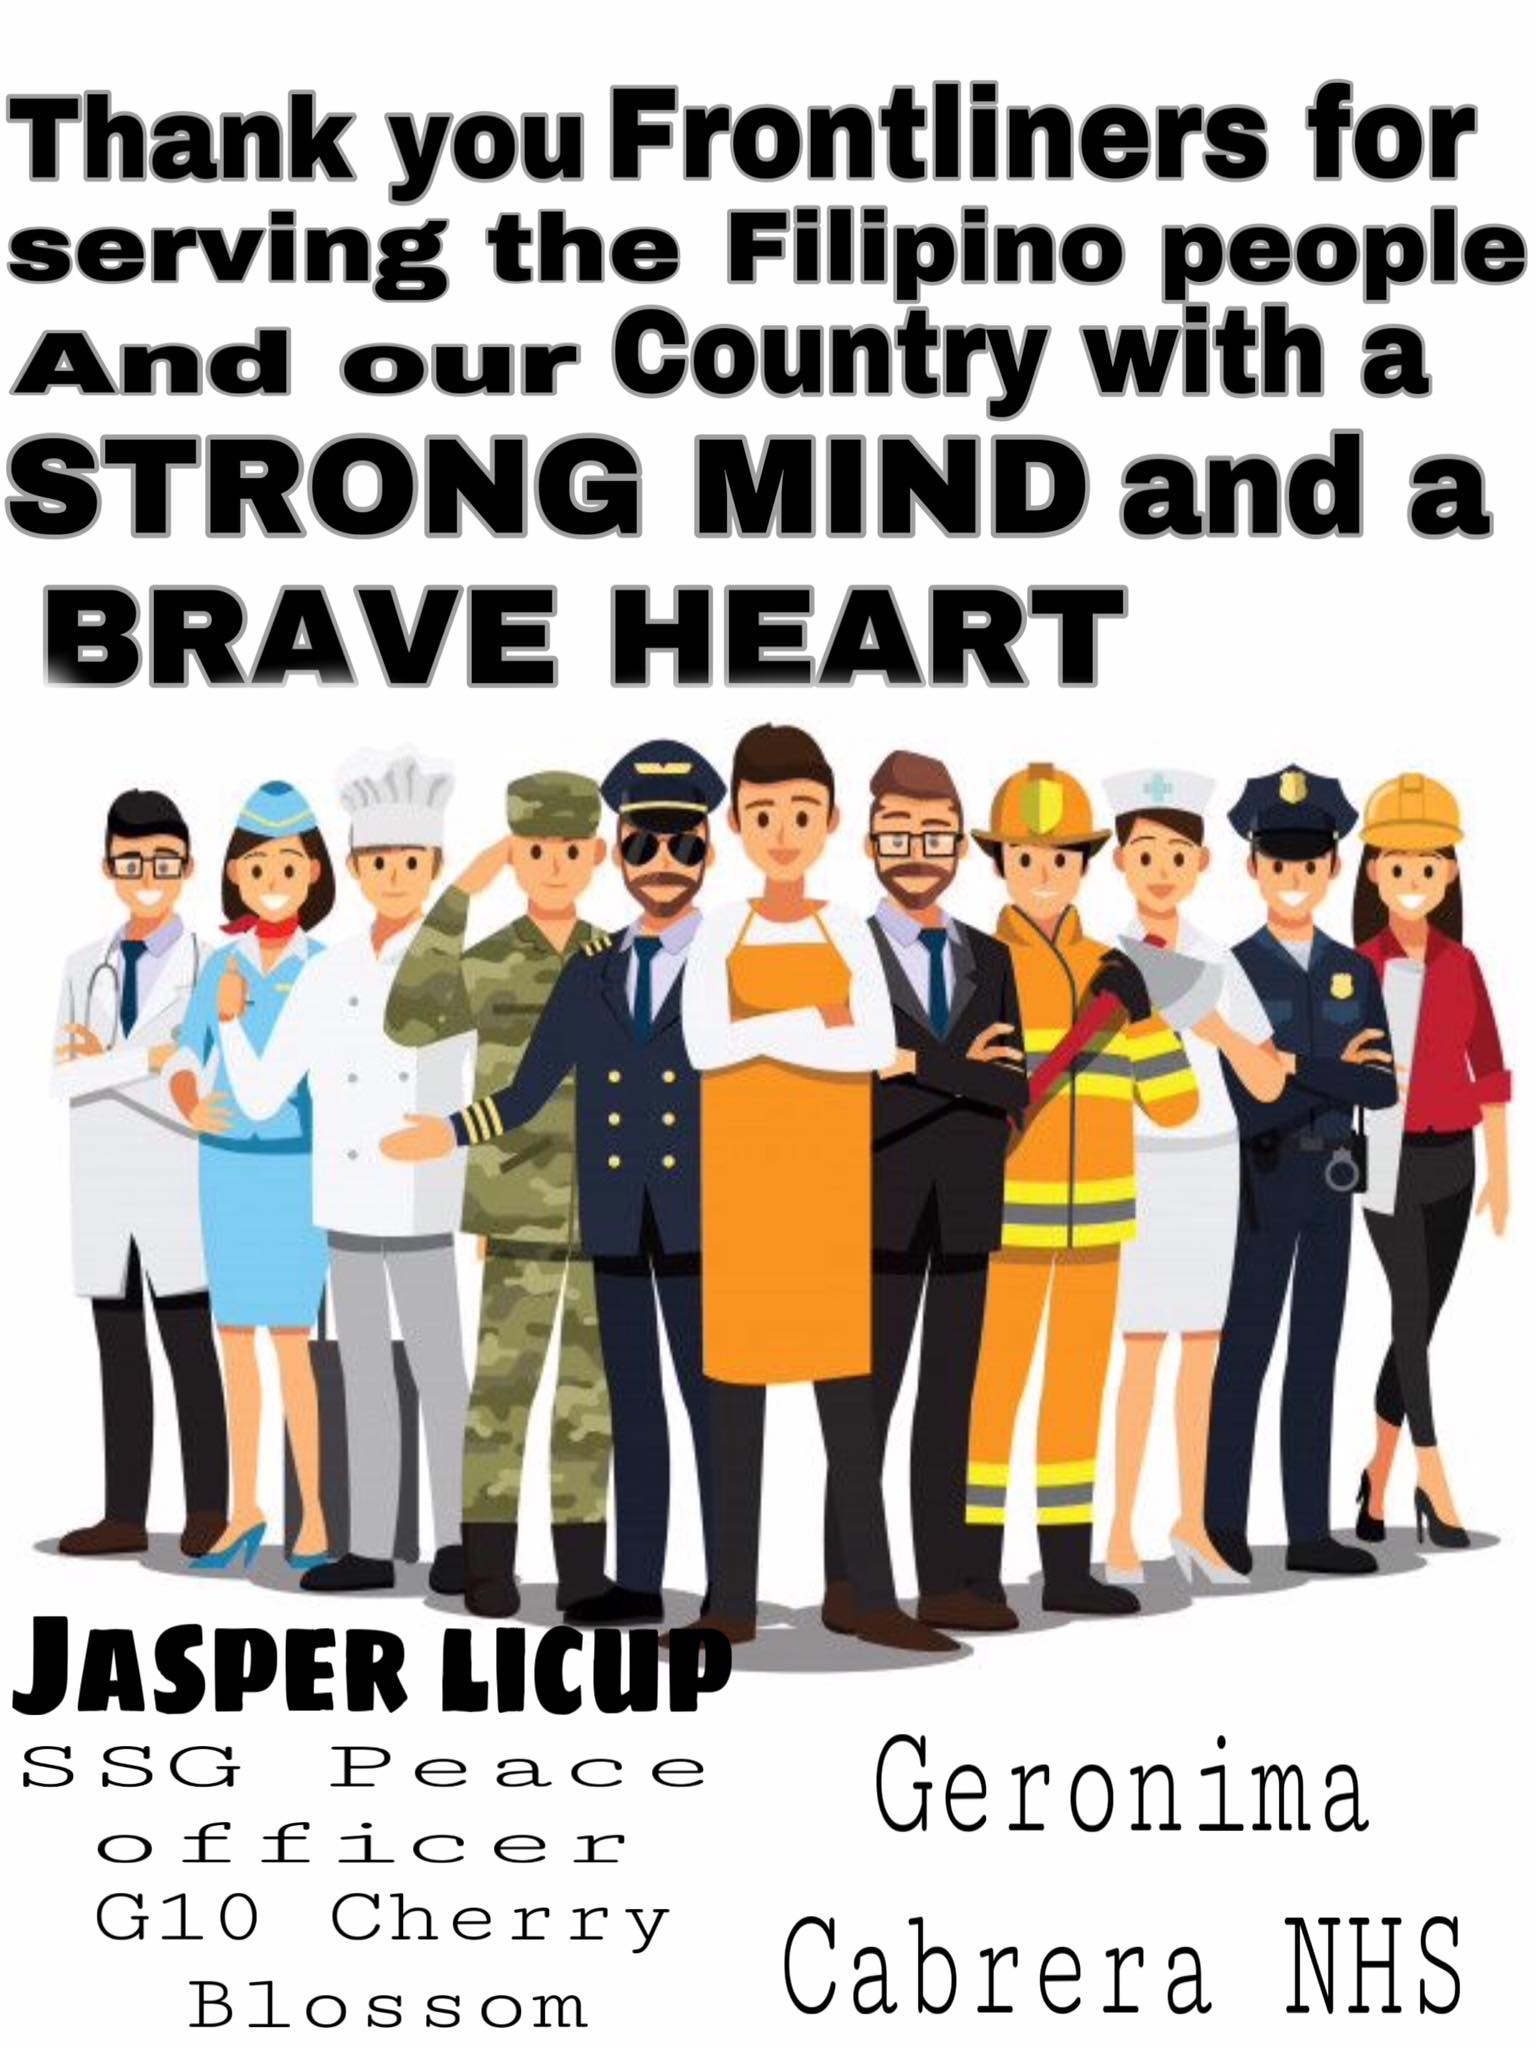 Thank you Frontliners for
serving the Filipino people
And our Country with a
STRONG MIND and a
BRAVE HEART
JASPER LICUP
SSG Peace
officer
G10 Cherry
Blossom
Geronima
Cabrera NHS